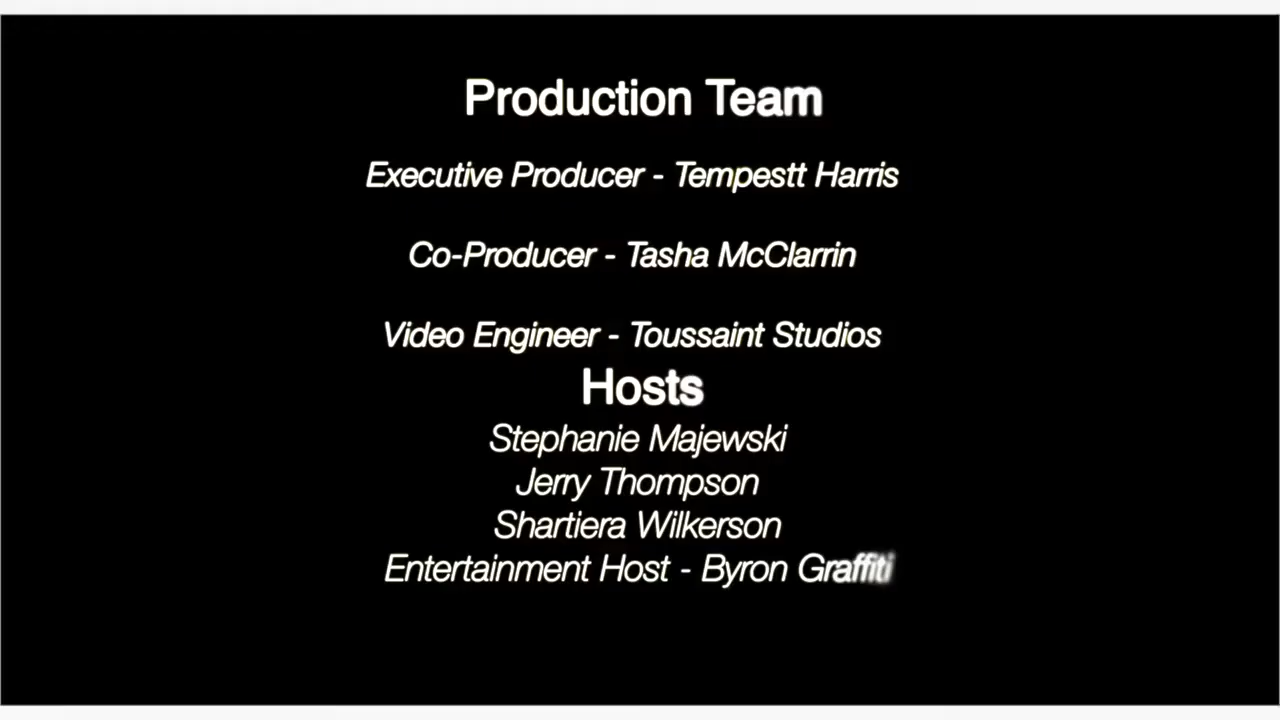 Production Team
Executive Producer - Tempestt Harris
Co-Producer - Tasha McClarrin
Video Engineer - Toussaint Studios
Hosts
Stephanie Majewski
Jerry Thompson
Shartiera Wilkerson
Entertainment Host - Byron Graffiti